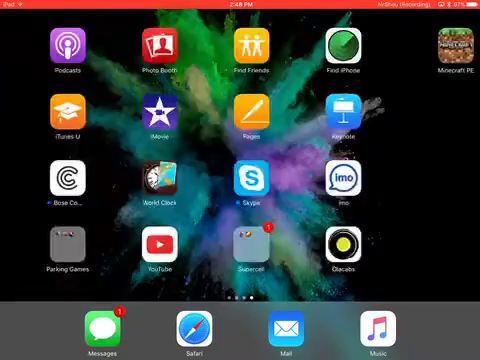 iPad
2:48 PM
AirShou (Recording)
97%
Podcasts
Photo Booth
Find Friends
Find iPhone
Minecraft PE
iTunes U
iMovie
Pages
Keynote
Bose Co...
World Clock
Skype
imo
imo
Parking Games
YouTube
1
Supercell
Olacabs
1
Messages
Safari
Mail
Music